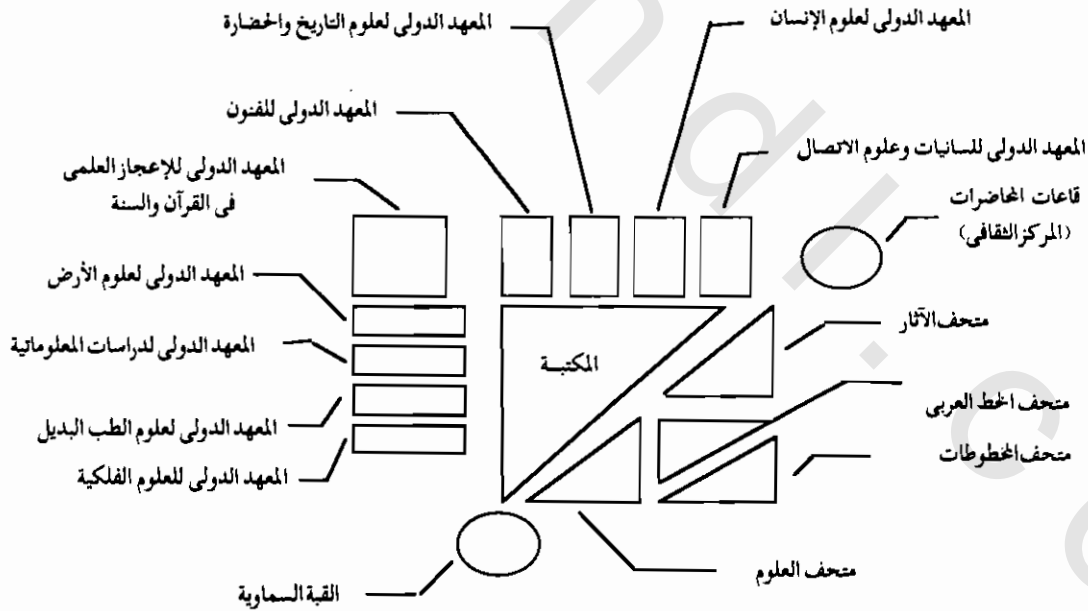 المعهد الدولى لعلوم الإنسان
المعهد الدولى لعلوم التاريخ والحضارة
المعهد الدولى للفنون
المعهد الدولى للسانيات وعلوم الاتصال
المعهد الدولى للإعجاز العلمى
فى القرآن والسنة
قاعات المحاضرات
(المركز الثقافى)
المعهد الدولى لعلوم الأرض
متحف الآثار
المعهد الدولى لدراسات المعلوماتية
المكتبــة
متحف الخط العربى
المعهد الدولى لعلوم الطب البديل
متحف المخطوطات
المعهد الدولى للعلوم الفلكية
متحف العلوم
القبة السماوية